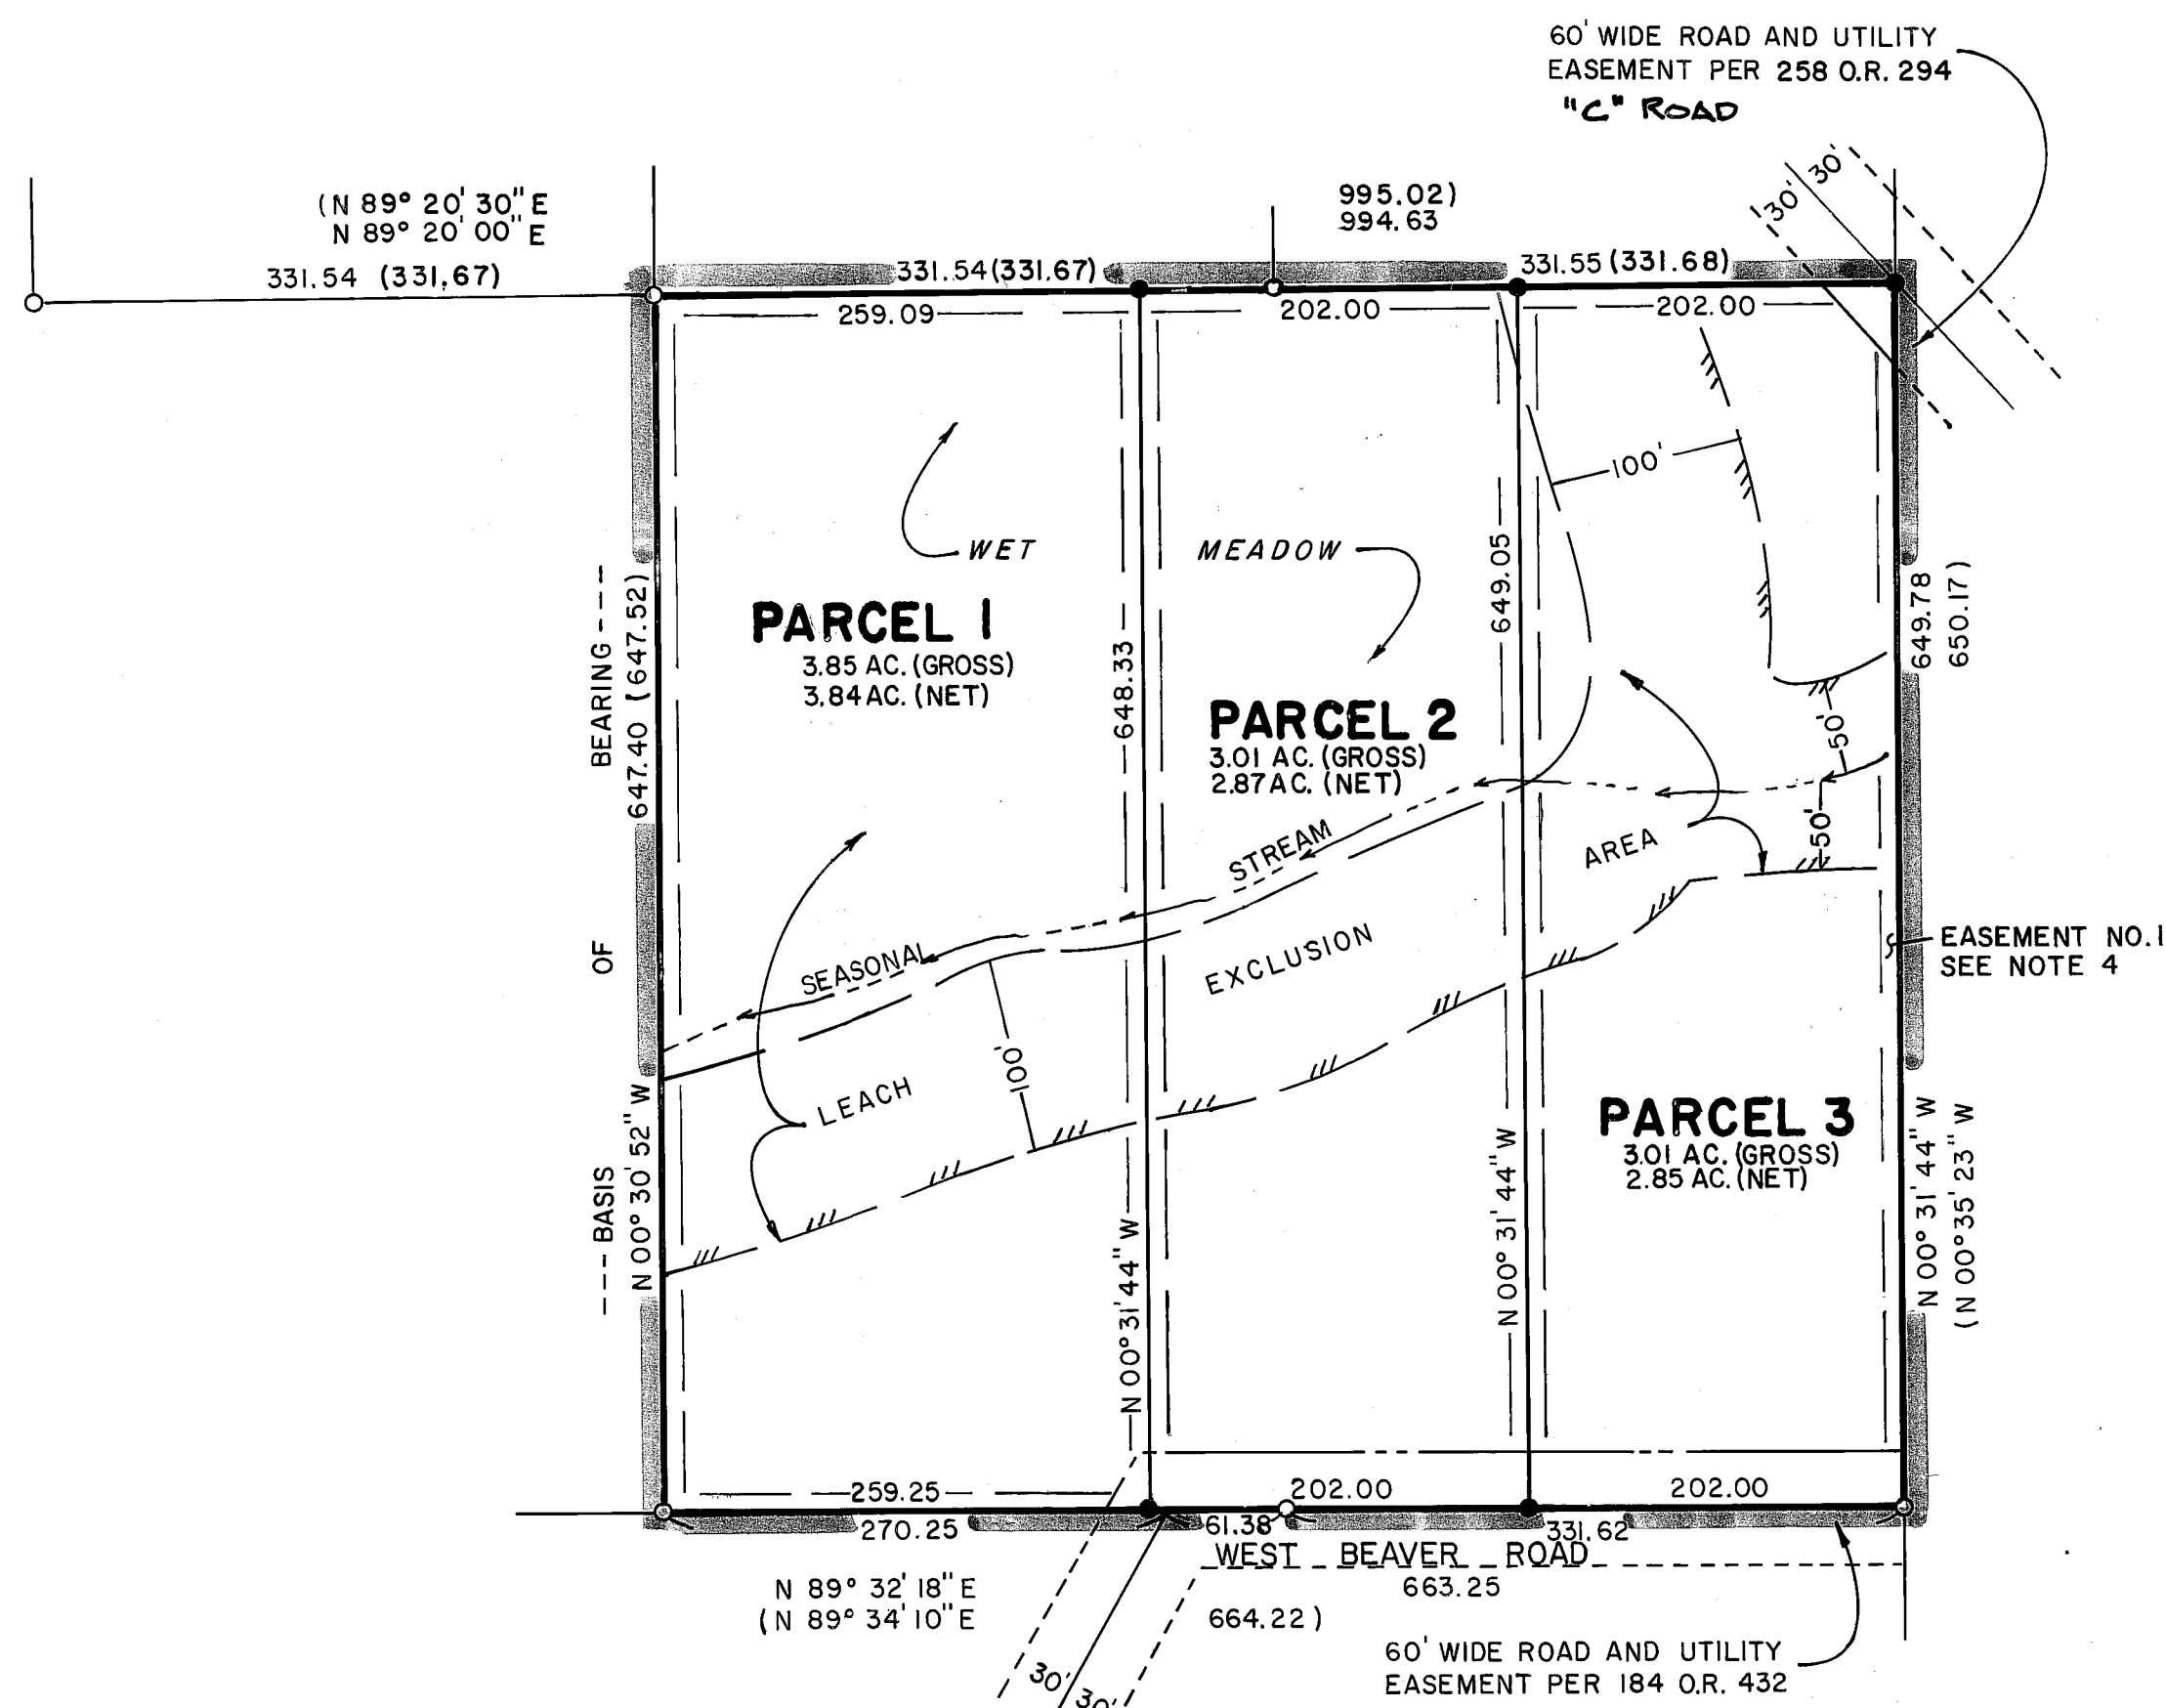 60' WIDE ROAD AND UTILITY
EASEMENT PER 258 O.R. 294
"C" ROAD
30' 30'
(N 89° 20' 30" E
N 89° 20' 00" E
995.02)
994.63
331.54 (331.67)
331.54 (331.67)
331.55 (331.68)
259.09
202.00
202.00
100'
WET
MEADOW
PARCEL 1
3.85 AC. (GROSS)
3.84 AC. (NET)
PARCEL 2
3.01 AC. (GROSS)
2.87 AC. (NET)
--- BASIS OF BEARING ---
647.40 (647.52)
N 00° 30' 52" W
648.33
N 00° 31' 44" W
649.05
N 00° 31' 44" W
649.78
650.17)
N 00° 31' 44" W
(N 00° 35' 23" W
50'
50'
SEASONAL
STREAM
LEACH
EXCLUSION
AREA
100'
EASEMENT NO. 1
SEE NOTE 4
PARCEL 3
3.01 AC. (GROSS)
2.85 AC. (NET)
259.25
202.00
202.00
270.25
61.38
331.62
WEST BEAVER ROAD
N 89° 32' 18" E
663.25
(N 89° 34' 10" E
664.22)
30'
30'
60' WIDE ROAD AND UTILITY
EASEMENT PER 184 O.R. 432